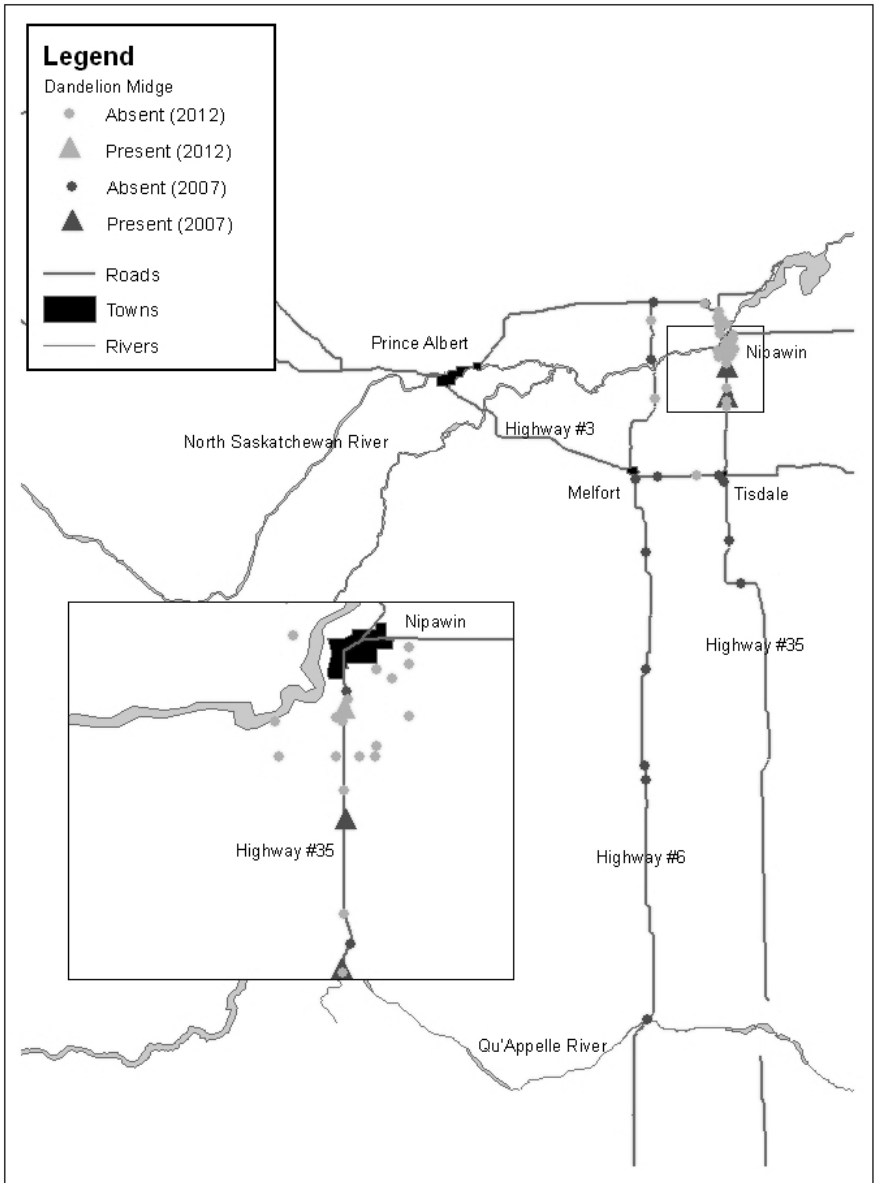 Legend
Dandelion Midge
Absent (2012)
Present (2012)
Absent (2007)
Present (2007)
Roads
Towns
Rivers
Prince Albert
Nipawin
North Saskatchewan River
Highway #3
Melfort
Tisdale
Nipawin
Highway #35
Highway #35
Highway #6
Qu'Appelle River